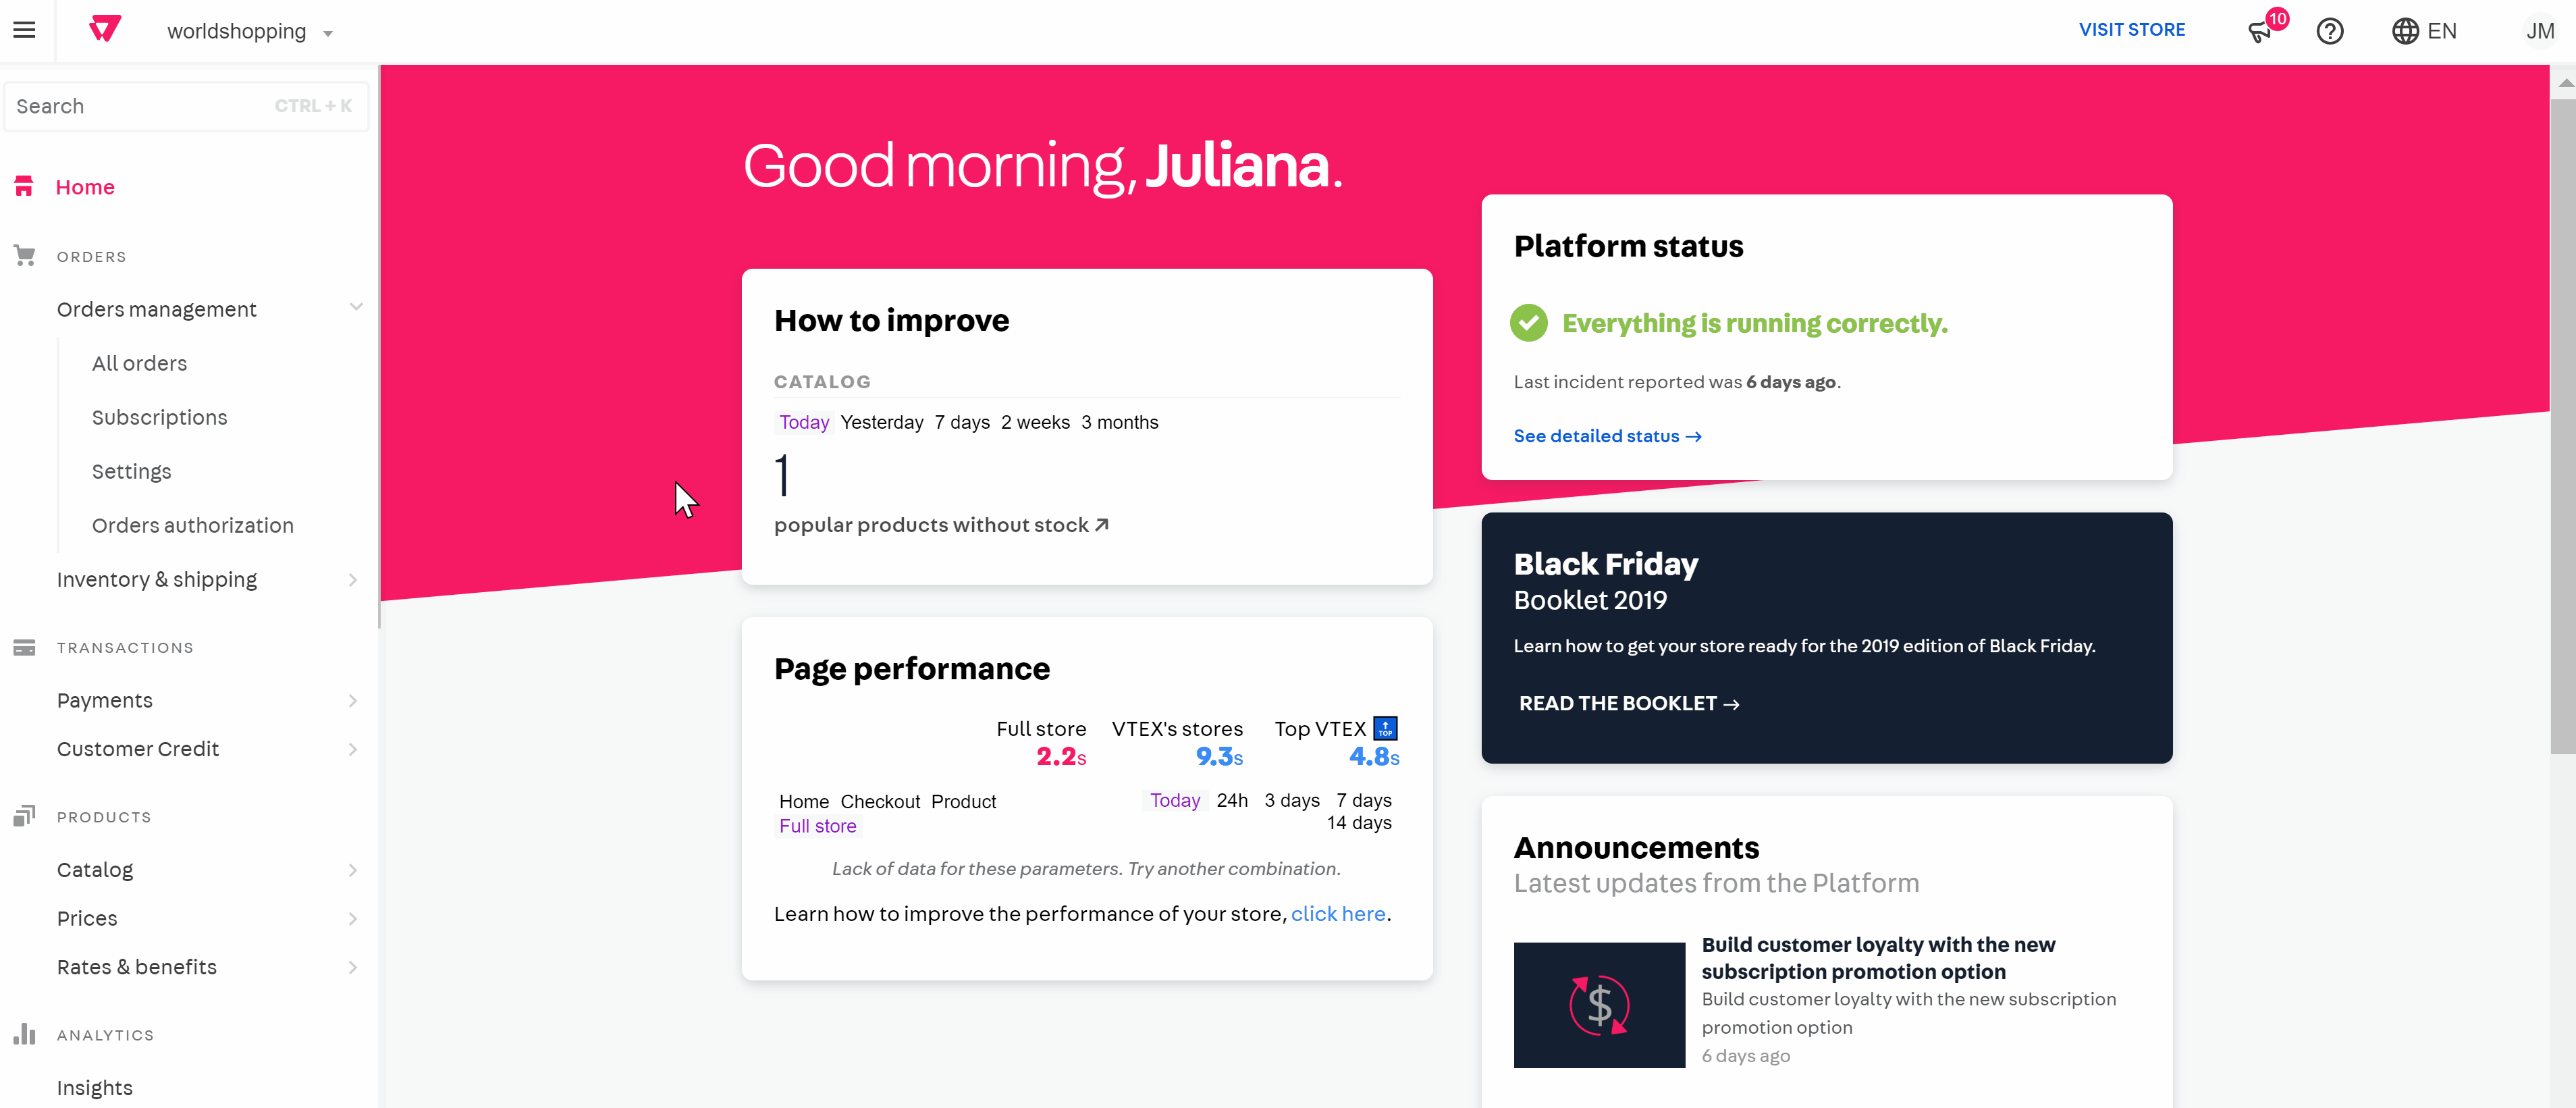 worldshopping
VISIT STORE
10
EN
JM
Search CTRL + K
Home
ORDERS
Orders management
All orders
Subscriptions
Settings
Orders authorization
Inventory & shipping
TRANSACTIONS
Payments
Customer Credit
PRODUCTS
Catalog
Prices
Rates & benefits
ANALYTICS
Insights
Good morning, Juliana.
How to improve
CATALOG
Today Yesterday 7 days 2 weeks 3 months
1
popular products without stock
Page performance
Full store VTEX's stores Top VTEX TOP
2.2s 9.3s 4.8s
Home Checkout Product
Full store
Today 24h 3 days 7 days
14 days
Lack of data for these parameters. Try another combination.
Learn how to improve the performance of your store, click here.
Platform status
Everything is running correctly.
Last incident reported was 6 days ago.
See detailed status →
Black Friday
Booklet 2019
Learn how to get your store ready for the 2019 edition of Black Friday.
READ THE BOOKLET →
Announcements
Latest updates from the Platform
$
Build customer loyalty with the new
subscription promotion option
Build customer loyalty with the new subscription
promotion option
6 days ago